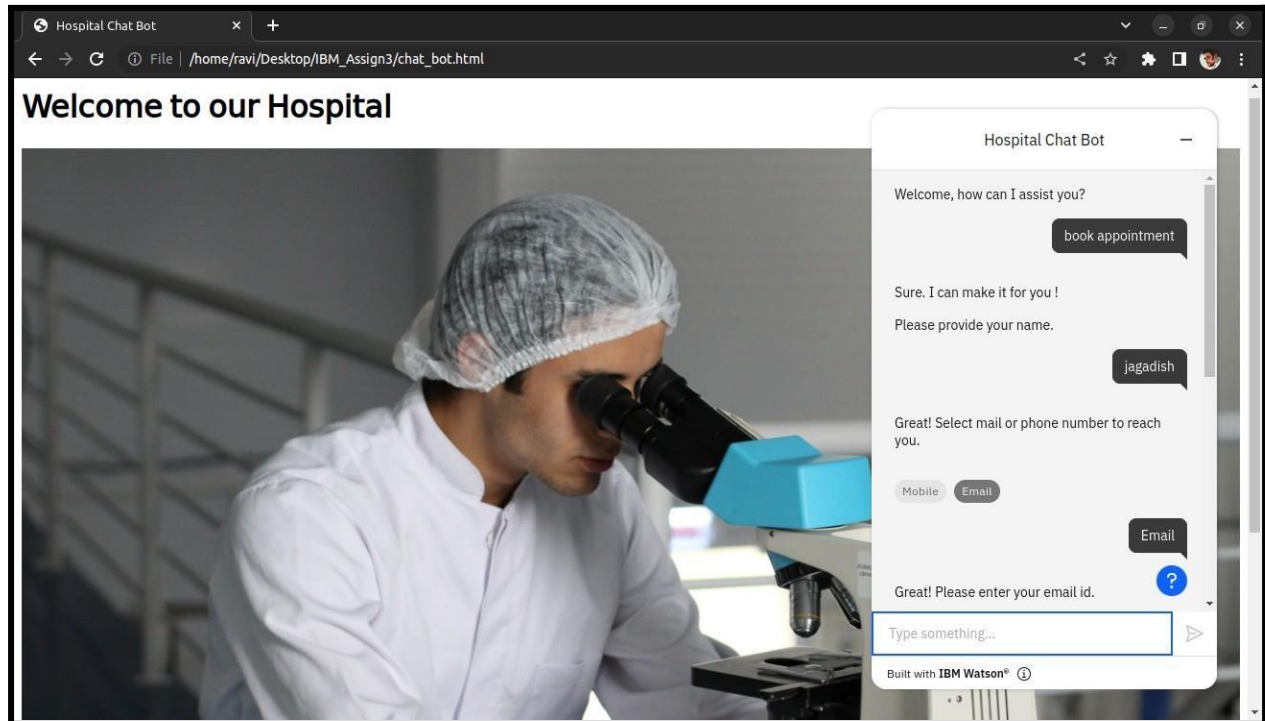 Hospital Chat Bot
File | /home/ravi/Desktop/IBM_Assign3/chat_bot.html
Welcome to our Hospital
Hospital Chat Bot
Welcome, how can I assist you?
book appointment
Sure. I can make it for you !
Please provide your name.
jagadish
Great! Select mail or phone number to reach
you.
Mobile Email
Email
?
Great! Please enter your email id.
Type something...
Built with IBM Watson®